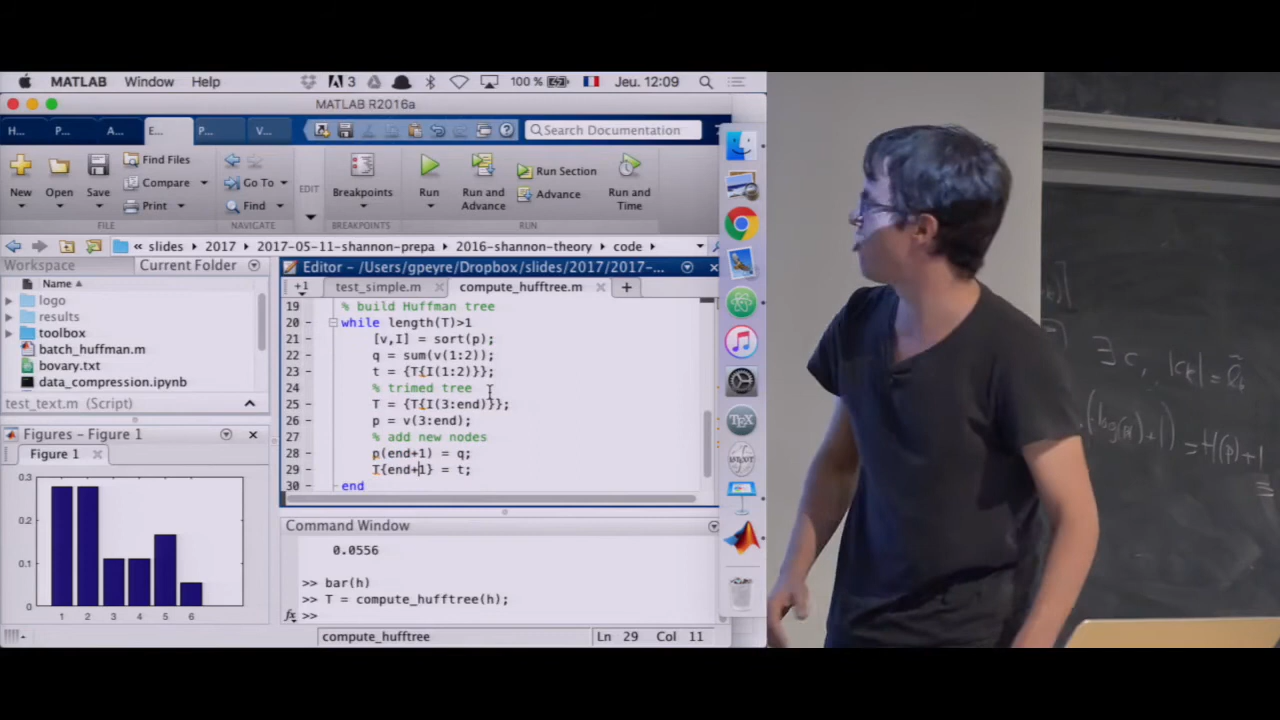 MATLAB Window Help 3 100 % Jeu. 12:09
MATLAB R2016a
H... P... A... E... P... V... Search Documentation
New Open Save Find Files Compare Print Go To Find EDIT Breakpoints Run Run and Advance Run Section Advance Run and Time
FILE NAVIGATE BREAKPOINTS RUN
« slides 2017 2017-05-11-shannon-prepa 2016-shannon-theory code
Workspace Current Folder
Name
logo
results
toolbox
batch_huffman.m
bovary.txt
data_compression.ipynb
test_text.m (Script)
Editor - /Users/gpeyre/Dropbox/slides/2017/2017-...
+1 test_simple.m compute_hufftree.m
19 % build Huffman tree
20 while length(T)>1
21 [v,I] = sort(p);
22 q = sum(v(1:2));
23 t = {T{I(1:2)}};
24 % trimed tree
25 T = {T{I(3:end)}};
26 p = v(3:end);
27 % add new nodes
28 p(end+1) = q;
29 T{end+1} = t;
30 end
Figures - Figure 1
Figure 1
0.3
0.2
0.1
0
1 2 3 4 5 6
Command Window
0.0556
>> bar(h)
>> T = compute_hufftree(h);
fx >>
compute_hufftree Ln 29 Col 11
TEX
∃ c, |ck| = 
= H(p)+1